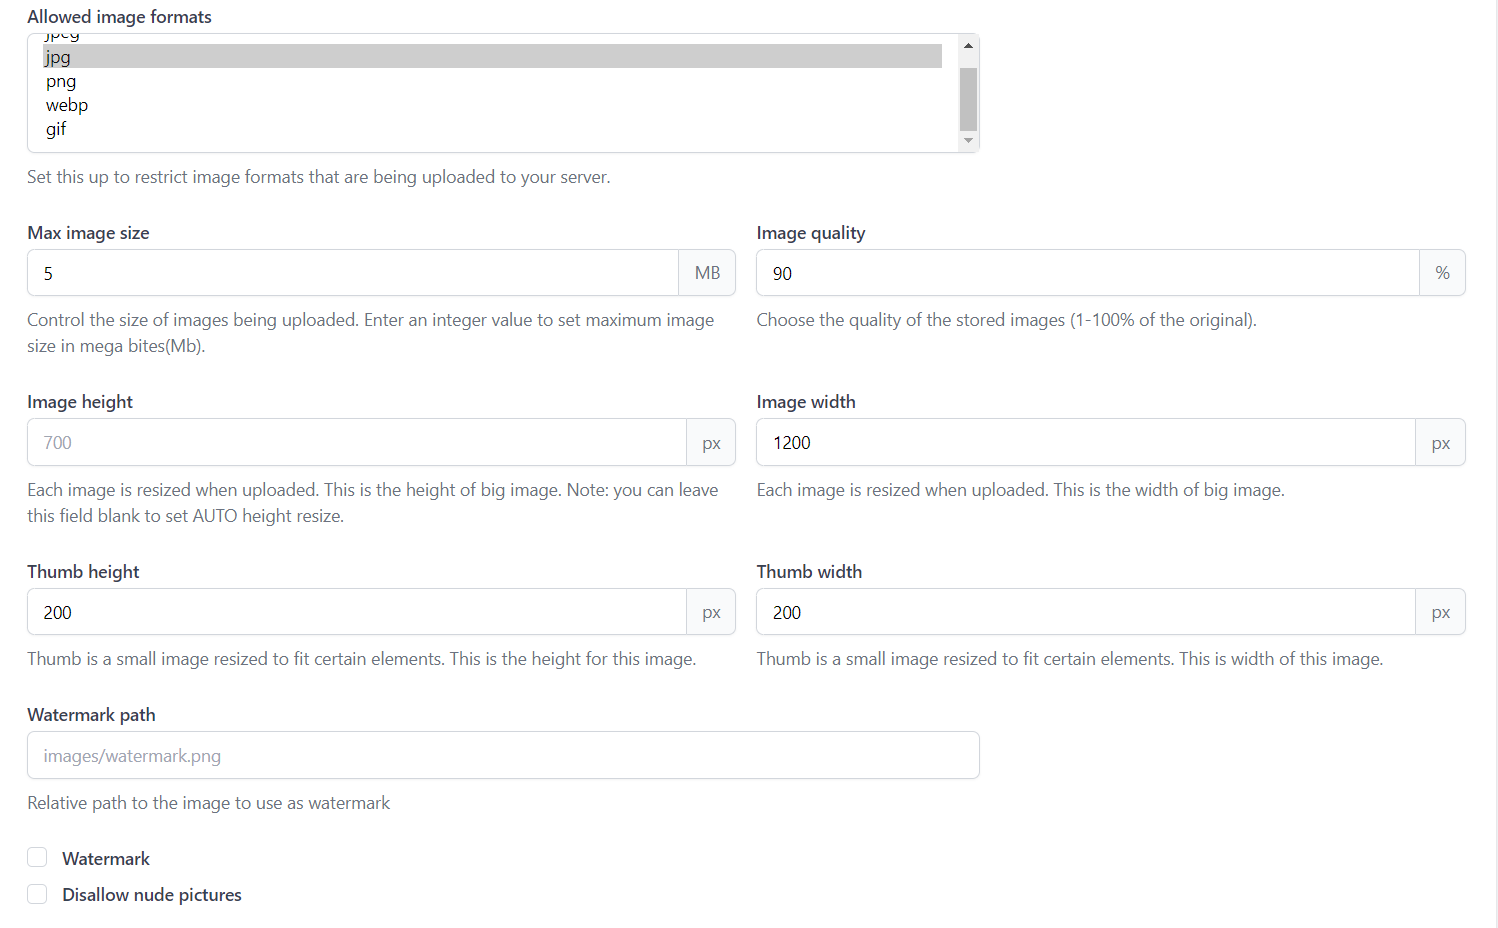 Allowed image formats
jpeg
jpg
png
webp
gif
Set this up to restrict image formats that are being uploaded to your server.
Max image size
5 MB
Control the size of images being uploaded. Enter an integer value to set maximum image
size in mega bites(Mb).
Image quality
90 %
Choose the quality of the stored images (1-100% of the original).
Image height
700 px
Each image is resized when uploaded. This is the height of big image. Note: you can leave
this field blank to set AUTO height resize.
Image width
1200 px
Each image is resized when uploaded. This is the width of big image.
Thumb height
200 px
Thumb is a small image resized to fit certain elements. This is the height for this image.
Thumb width
200 px
Thumb is a small image resized to fit certain elements. This is width of this image.
Watermark path
images/watermark.png
Relative path to the image to use as watermark
Watermark
Disallow nude pictures